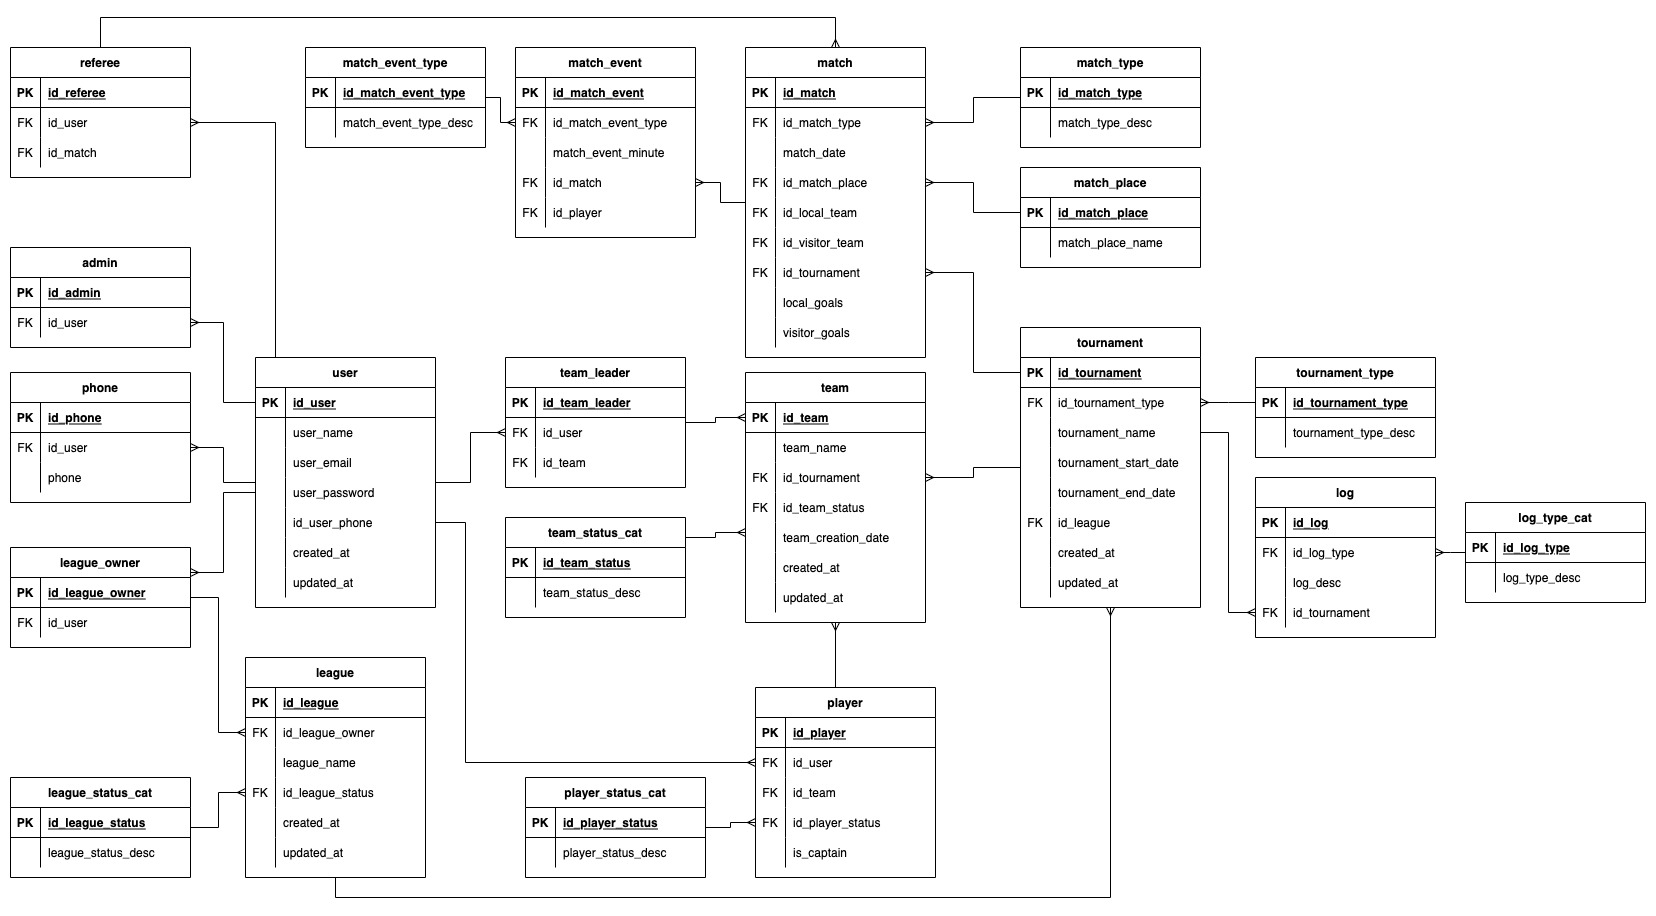 referee
PK id_referee
FK id_user
FK id_match
match_event_type
PK id_match_event_type
match_event_type_desc
match_event
PK id_match_event
FK id_match_event_type
match_event_minute
FK id_match
FK id_player
match
PK id_match
FK id_match_type
match_date
FK id_match_place
FK id_local_team
FK id_visitor_team
FK id_tournament
local_goals
visitor_goals
match_type
PK id_match_type
match_type_desc
match_place
PK id_match_place
match_place_name
admin
PK id_admin
FK id_user
phone
PK id_phone
FK id_user
phone
user
PK id_user
user_name
user_email
user_password
id_user_phone
created_at
updated_at
team_leader
PK id_team_leader
FK id_user
FK id_team
team_status_cat
PK id_team_status
team_status_desc
team
PK id_team
team_name
FK id_tournament
FK id_team_status
team_creation_date
created_at
updated_at
tournament
PK id_tournament
FK id_tournament_type
tournament_name
tournament_start_date
tournament_end_date
FK id_league
created_at
updated_at
tournament_type
PK id_tournament_type
tournament_type_desc
log
PK id_log
FK id_log_type
log_desc
FK id_tournament
log_type_cat
PK id_log_type
log_type_desc
league_owner
PK id_league_owner
FK id_user
league
PK id_league
FK id_league_owner
league_name
FK id_league_status
created_at
updated_at
league_status_cat
PK id_league_status
league_status_desc
player_status_cat
PK id_player_status
player_status_desc
player
PK id_player
FK id_user
FK id_team
FK id_player_status
is_captain